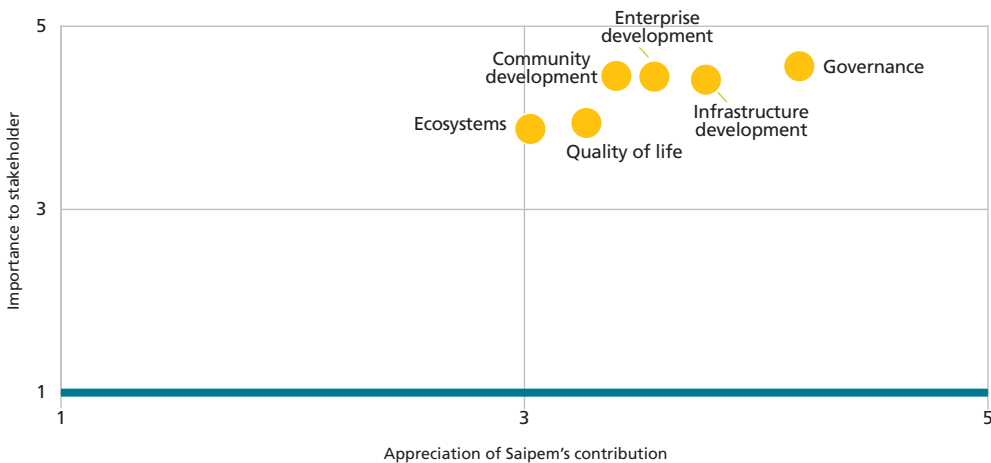 5
Enterprise
development
Community
development
Governance
Infrastructure
development
Ecosystems
Quality of life
Importance to stakeholder
3
1
1
3
5
Appreciation of Saipem's contribution